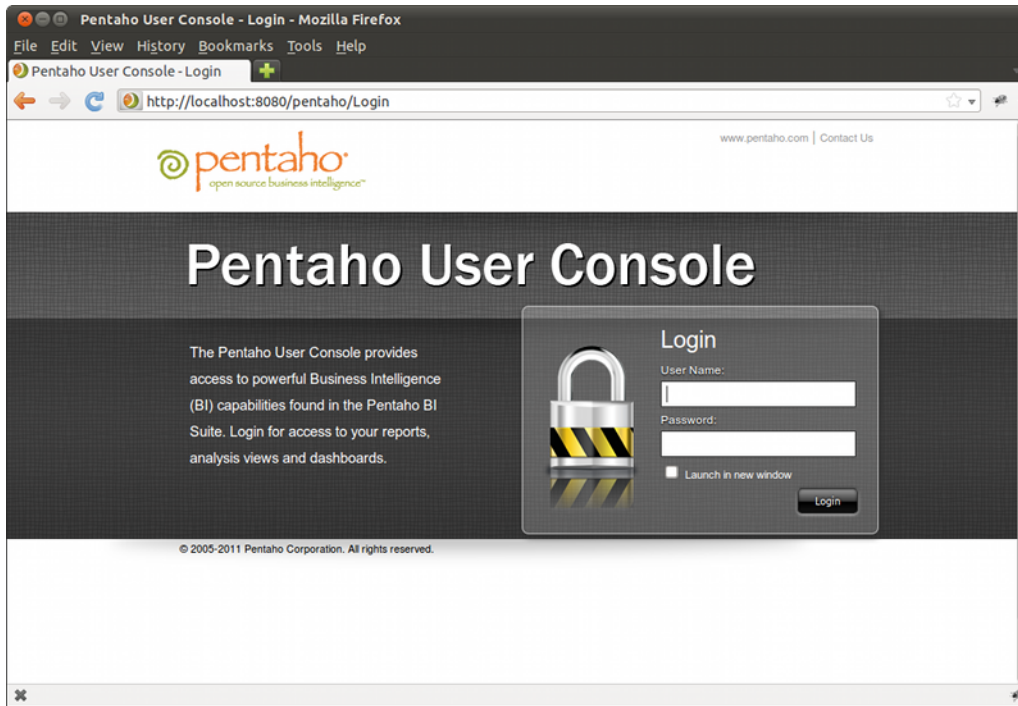 Pentaho User Console - Login - Mozilla Firefox
File Edit View History Bookmarks Tools Help
Pentaho User Console - Login
http://localhost:8080/pentaho/Login
www.pentaho.com | Contact Us
pentaho
open source business intelligence™
Pentaho User Console
The Pentaho User Console provides
access to powerful Business Intelligence
(BI) capabilities found in the Pentaho BI
Suite. Login for access to your reports,
analysis views and dashboards.
Login
User Name:
Password:
Launch in new window
Login
© 2005-2011 Pentaho Corporation. All rights reserved.